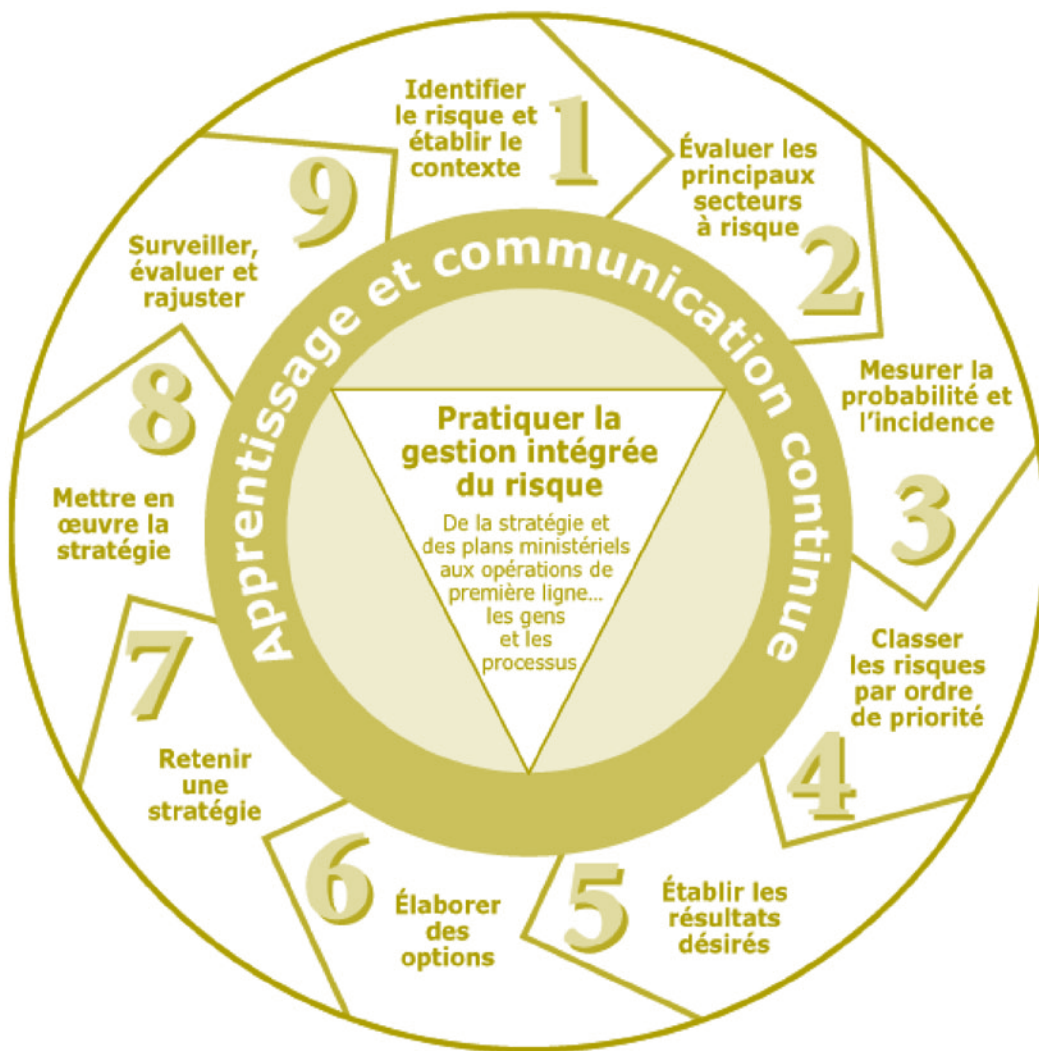 Identifier
le risque et
établir le
contexte
1
Évaluer les
principaux
secteurs
à risque
2
Mesurer la
probabilité et
l'incidence
3
Classer
les risques
par ordre
de priorité
4
Établir les
résultats
désirés
5
Élaborer
des
options
6
Retenir
une
stratégie
7
Mettre en
œuvre la
stratégie
8
Surveiller,
évaluer et
rajuster
9
Apprentissage et communication continue
Pratiquer la
gestion intégrée
du risque
De la stratégie et
des plans ministériels
aux opérations de
première ligne...
les gens
et les
processus